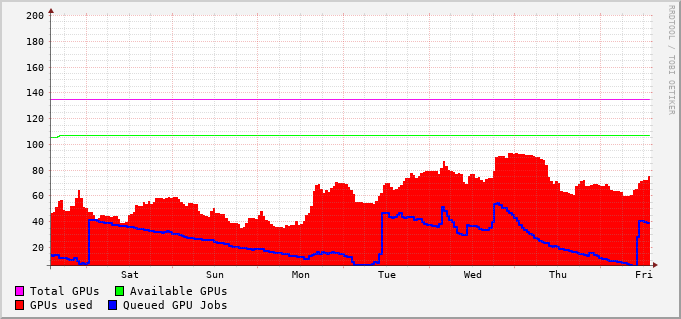 200
180
160
140
120
100
80
60
40
20
Sat Sun Mon Tue Wed Thu Fri
Total GPUs Available GPUs
GPUs used Queued GPU Jobs
RRDTOOL / TOBI OETIKER